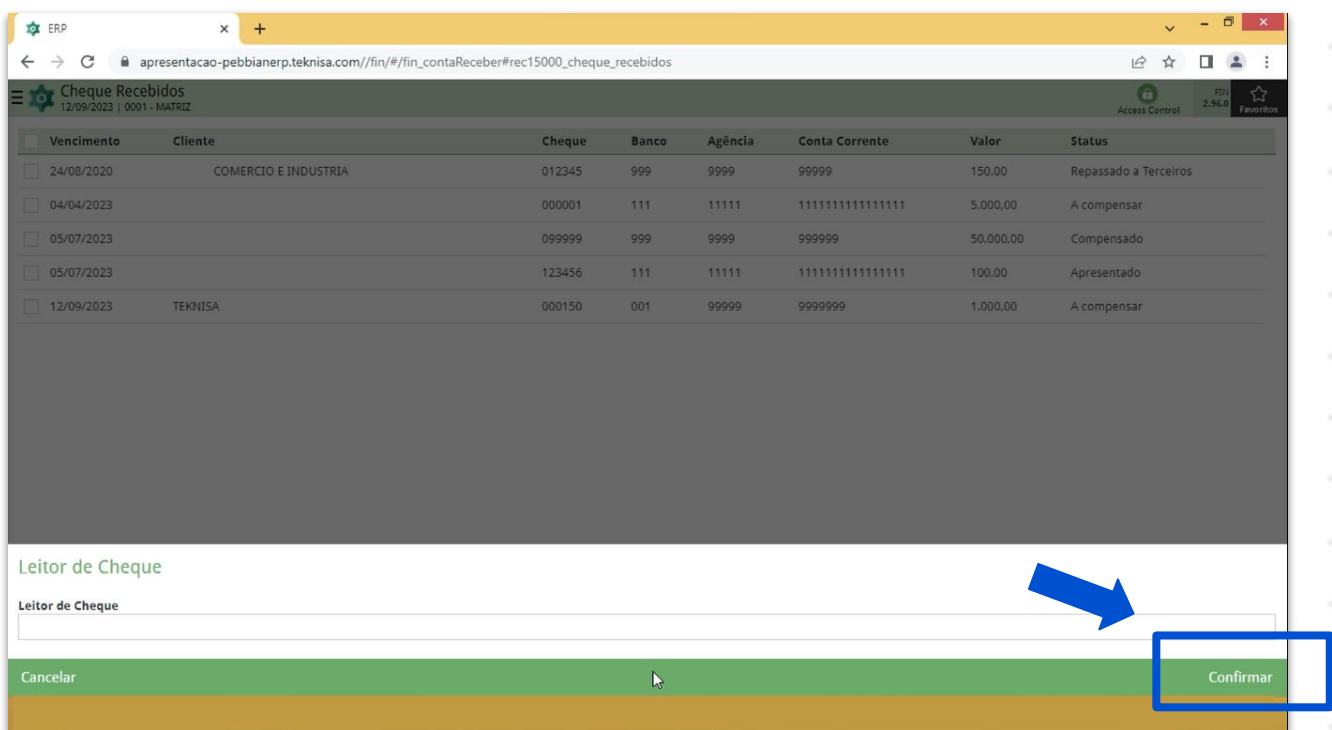 ERP
apresentacao-pebbianerp.teknisa.com//fin/#/fin_contaReceber#rec15000_cheque_recebidos
Cheque Recebidos
12/09/2023 | 0001 - MATRIZ
Access Control
FIN
2.96.0
Favoritos
Vencimento Cliente Cheque Banco Agência Conta Corrente Valor Status
24/08/2020 COMERCIO E INDUSTRIA 012345 999 9999 99999 150.00 Repassado a Terceiros
04/04/2023 000001 111 11111 1111111111111111 5.000,00 A compensar
05/07/2023 099999 999 9999 999999 50.000,00 Compensado
05/07/2023 123456 111 11111 1111111111111111 100.00 Apresentado
12/09/2023 TEKNISA 000150 001 99999 9999999 1.000,00 A compensar
Leitor de Cheque
Leitor de Cheque
Cancelar Confirmar